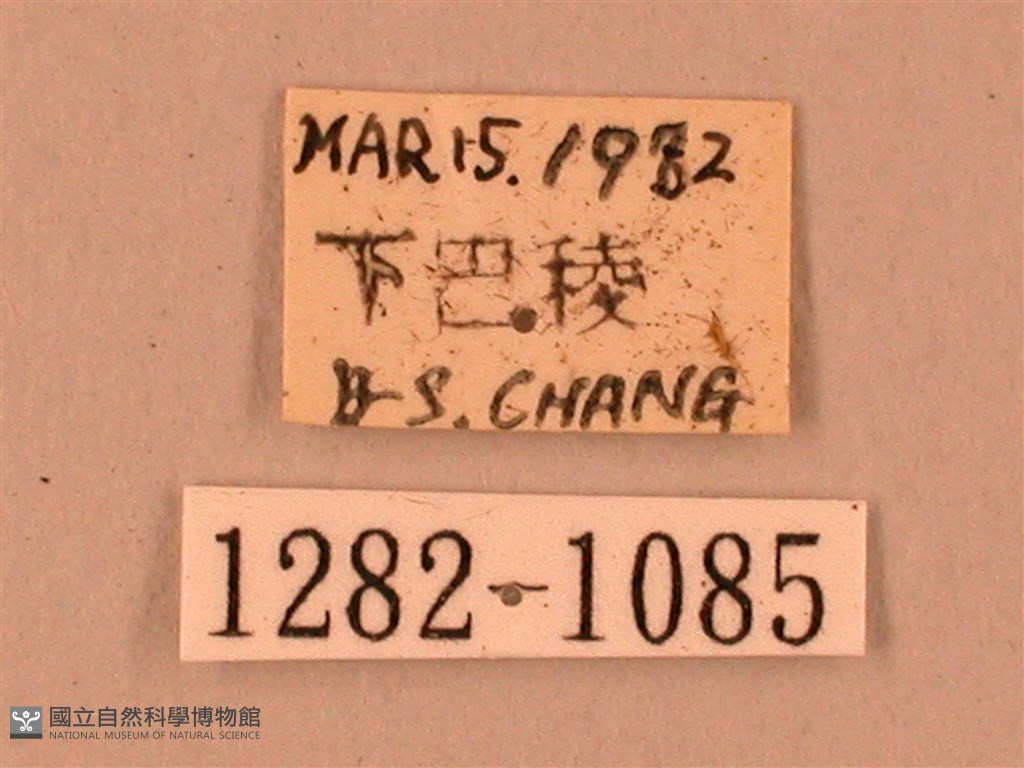 MAR 15. 1982
下巴稜
B-S. CHANG
1282-1085
國立自然科學博物館
NATIONAL MUSEUM OF NATURAL SCIENCE